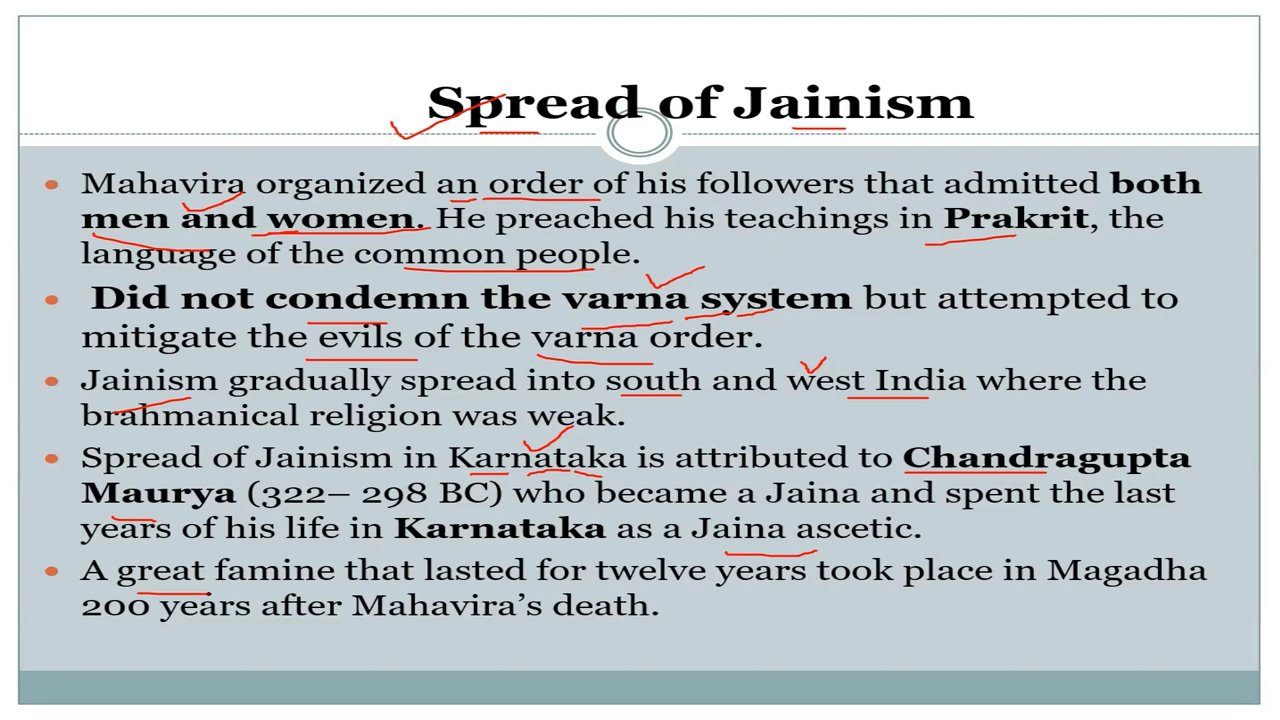 Spread of Jainism
• Mahavira organized an order of his followers that admitted both
men and women. He preached his teachings in Prakrit, the
language of the common people.
• Did not condemn the varna system but attempted to
mitigate the evils of the varna order.
• Jainism gradually spread into south and west India where the
brahmanical religion was weak.
• Spread of Jainism in Karnataka is attributed to Chandragupta
Maurya (322– 298 BC) who became a Jaina and spent the last
years of his life in Karnataka as a Jaina ascetic.
• A great famine that lasted for twelve years took place in Magadha
200 years after Mahavira’s death.